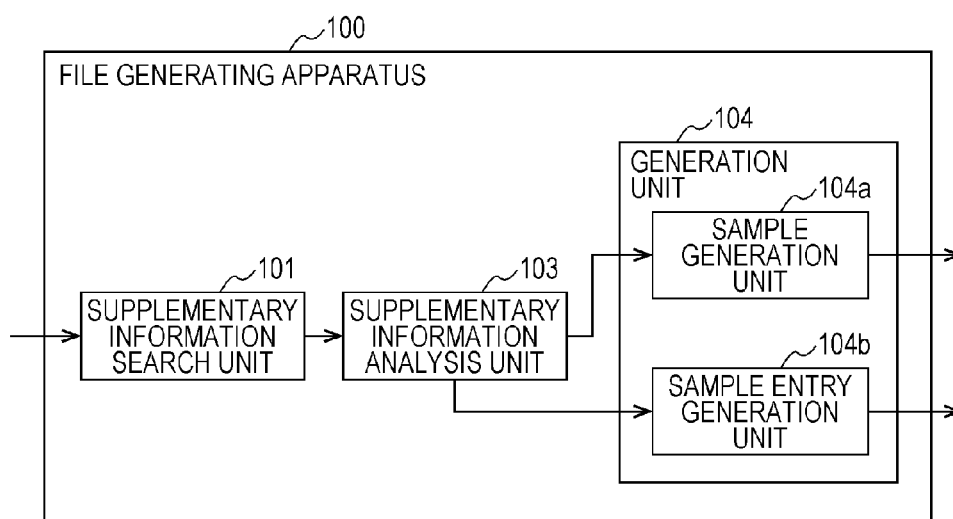 100
FILE GENERATING APPARATUS
104
GENERATION
UNIT
104a
SAMPLE
GENERATION
UNIT
101
SUPPLEMENTARY
INFORMATION
SEARCH UNIT
103
SUPPLEMENTARY
INFORMATION
ANALYSIS UNIT
104b
SAMPLE ENTRY
GENERATION
UNIT